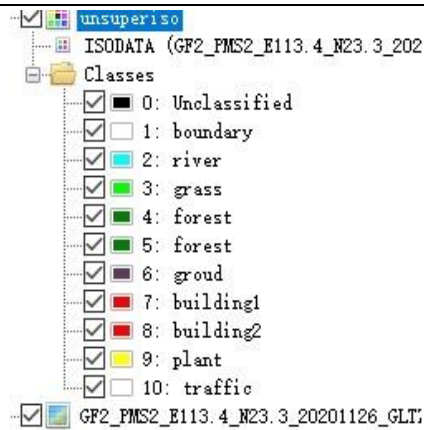 unsuperiso
ISODATA (GF2_PMS2_E113.4_N23.3_202
Classes
0: Unclassified
1: boundary
2: river
3: grass
4: forest
5: forest
6: groud
7: building1
8: building2
9: plant
10: traffic
GF2_PMS2_E113.4_N23.3_20201126_GLT